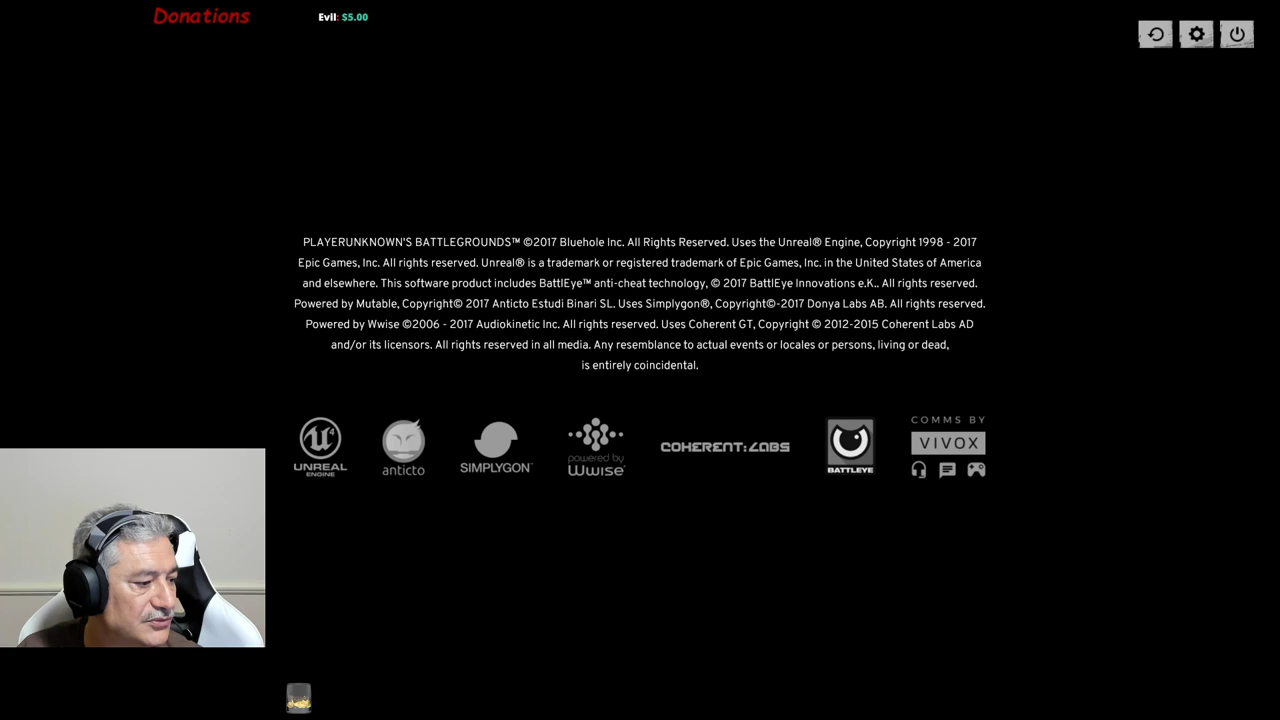 Donations
Evil: $5.00
PLAYERUNKNOWN'S BATTLEGROUNDS™ ©2017 Bluehole Inc. All Rights Reserved. Uses the Unreal® Engine, Copyright 1998 - 2017
Epic Games, Inc. All rights reserved. Unreal® is a trademark or registered trademark of Epic Games, Inc. in the United States of America
and elsewhere. This software product includes BattlEye™ anti-cheat technology, © 2017 BattlEye Innovations e.K.. All rights reserved.
Powered by Mutable, Copyright© 2017 Anticto Estudi Binari SL. Uses Simplygon®, Copyright©-2017 Donya Labs AB. All rights reserved.
Powered by Wwise ©2006 - 2017 Audiokinetic Inc. All rights reserved. Uses Coherent GT, Copyright © 2012-2015 Coherent Labs AD
and/or its licensors. All rights reserved in all media. Any resemblance to actual events or locales or persons, living or dead,
is entirely coincidental.
UNREAL
ENGINE
anticto
SIMPLYGON
powered by
Wwise
COHERENT:LABS
BATTLEYE
COMMS BY
VIVOX